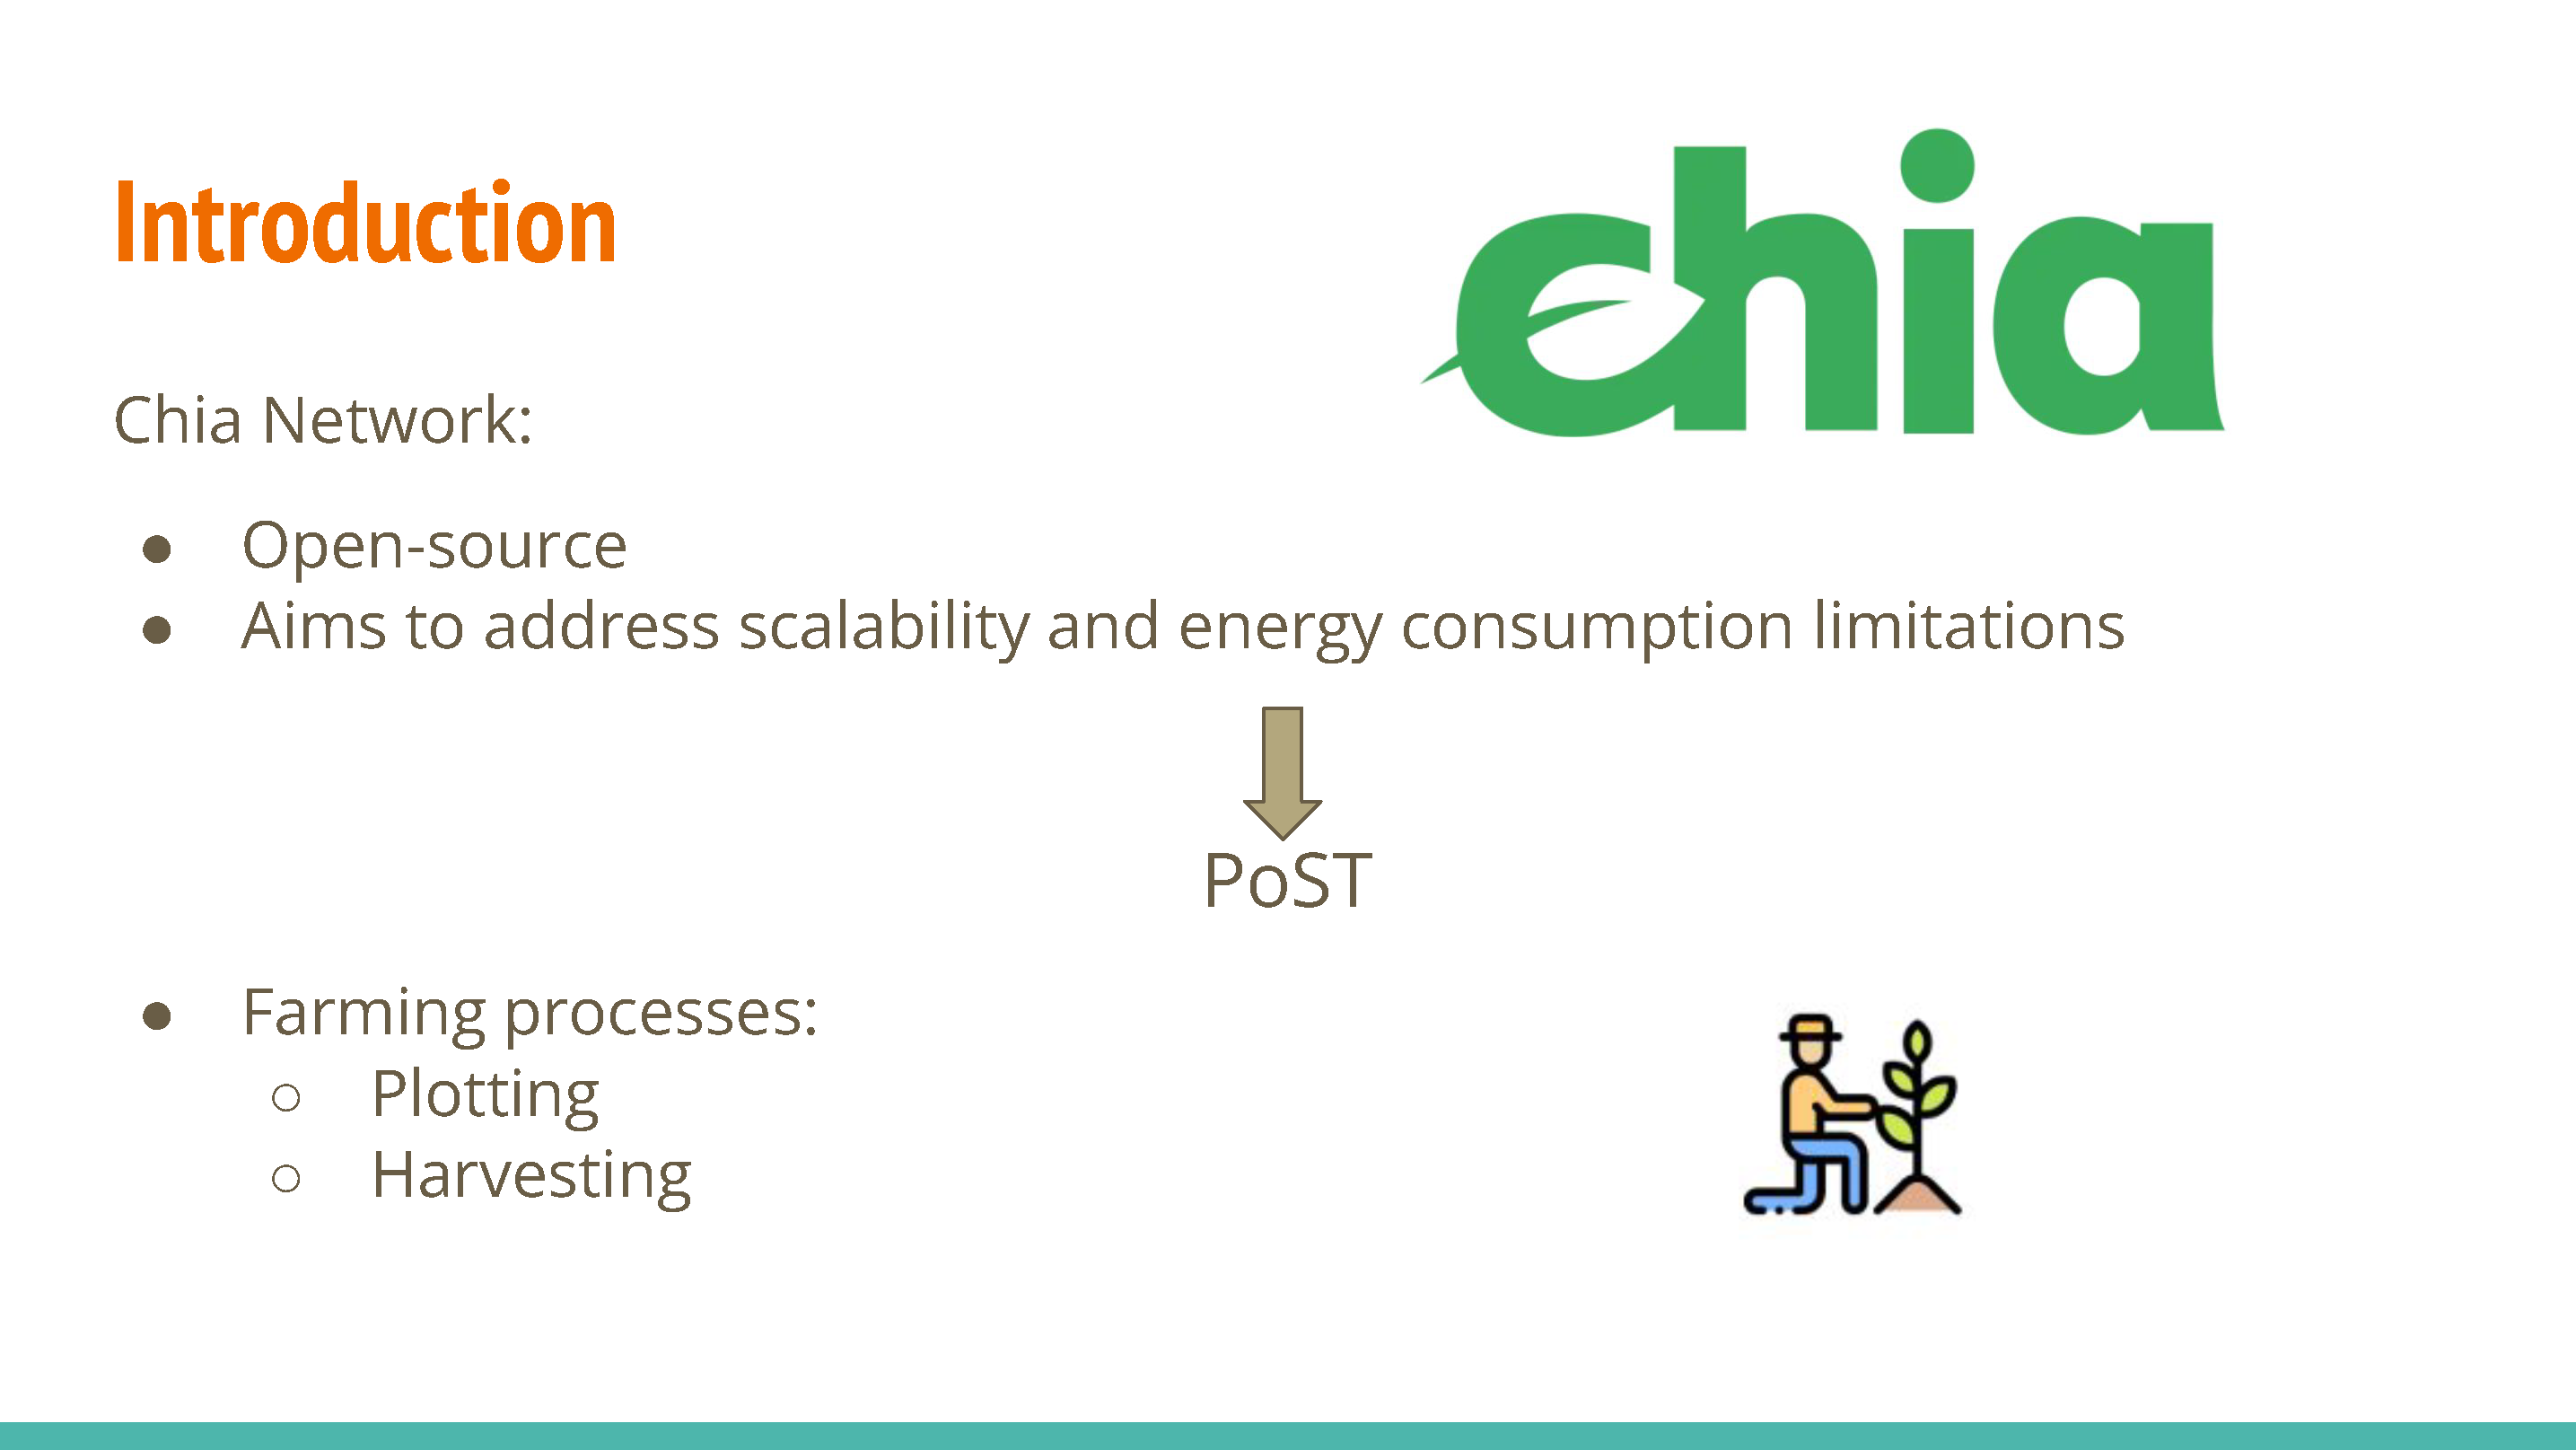 chia
Introduction
Chia Network:
● Open-source
● Aims to address scalability and energy consumption limitations
PoST
● Farming processes:
○ Plotting
○ Harvesting